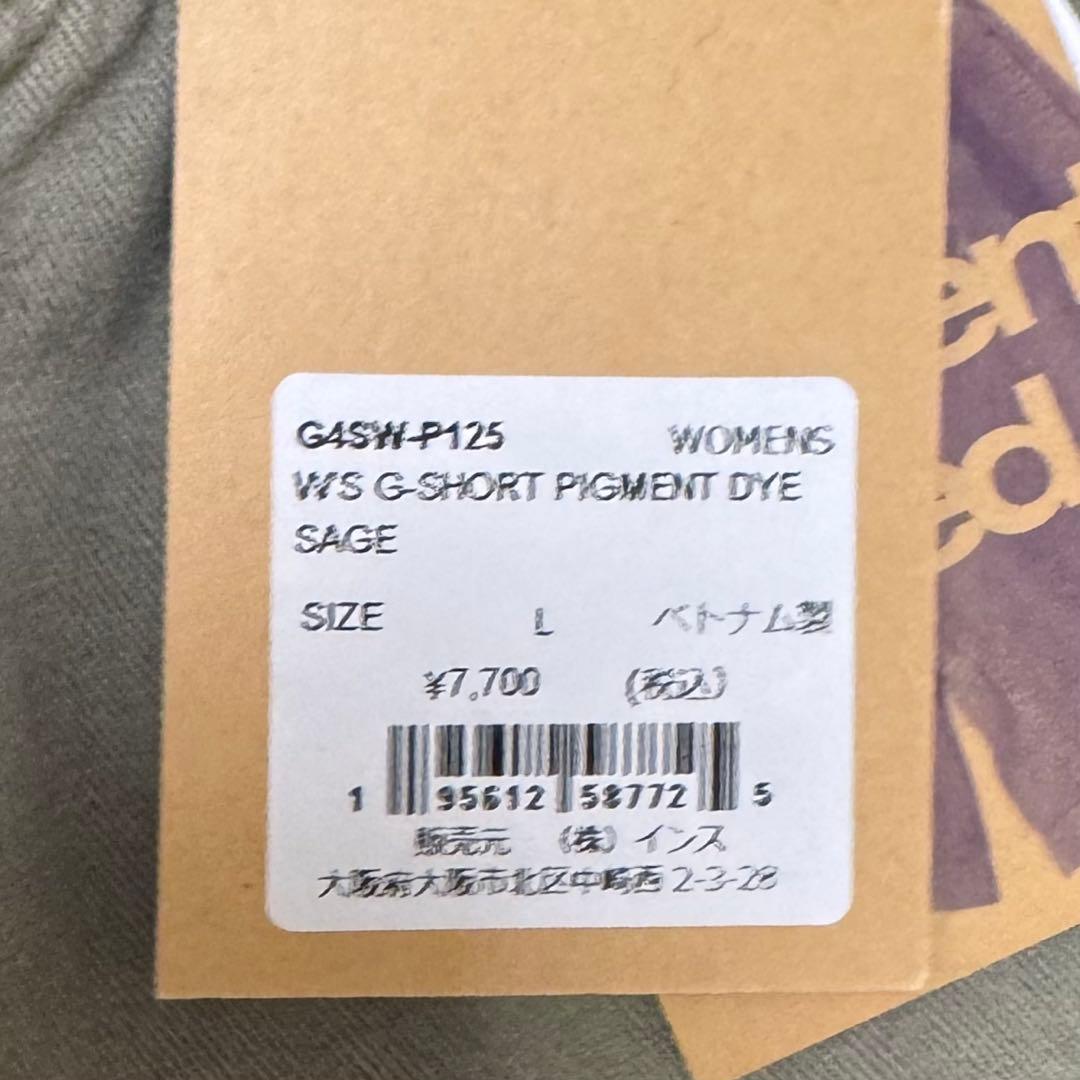 G4SW-P125 WOMENS
W'S G-SHORT PIGMENT DYE
SAGE
SIZE L ベトナム製
¥7,700 (税込)
1 95612 58772 5
販売元 (株) インス
大阪府大阪市北区中崎西 2-3-28
ent
ed